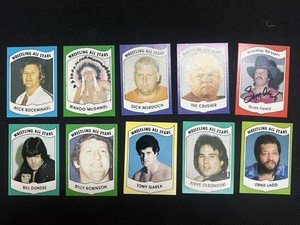 WRESTLING ALL STARS
NICK BOCKWINKEL
WRESTLING ALL STARS
WAHOO McDANIEL
WRESTLING ALL STARS
DICK MURDOCH
WRESTLING ALL STARS
THE CRUSHER
Wrestling All Stars
WRESTLING ALL STARS
BILL DUNDEE
WRESTLING ALL STARS
BILLY ROBINSON
WRESTLING ALL STARS
TONY GAREA
WRESTLING ALL STARS
STEVE OLSONOSKI
WRESTLING ALL STARS
ERNIE LADD